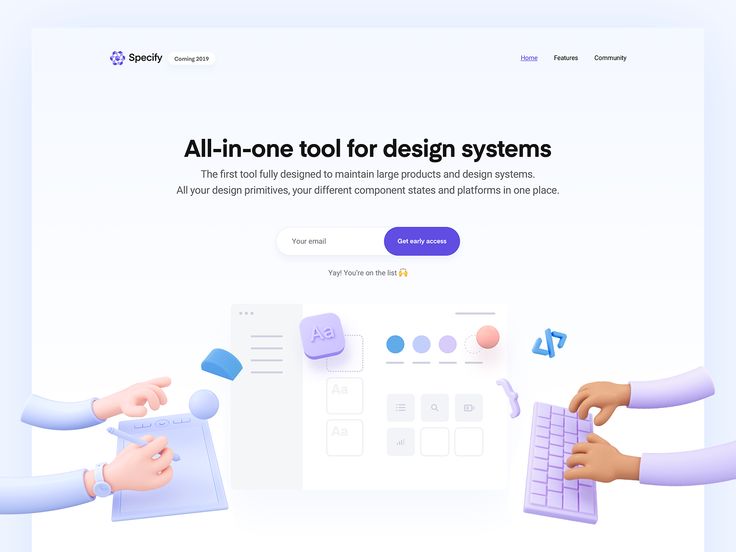 Specify
Coming 2019
Home
Features
Community
All-in-one tool for design systems
The first tool fully designed to maintain large products and design systems.
All your design primitives, your different component states and platforms in one place.
Your email
Get early access
Yay! You're on the list 🙌
Aa
Aa
Aa